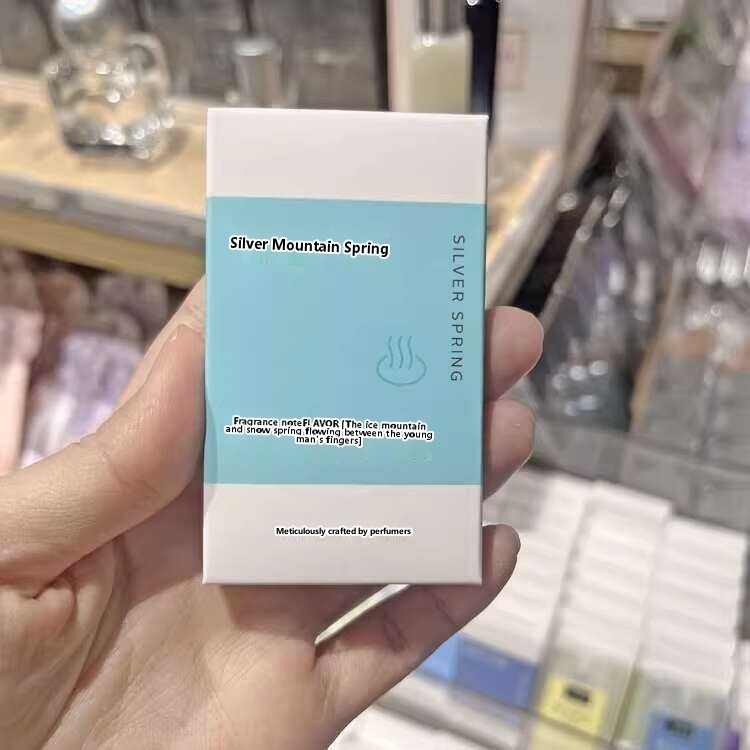 Silver Mountain Spring
SILVER SPRING
Fragrance noteFLAVOR [The ice mountain
and snow spring flowing between the young
man's fingers]
Meticulously crafted by perfumers